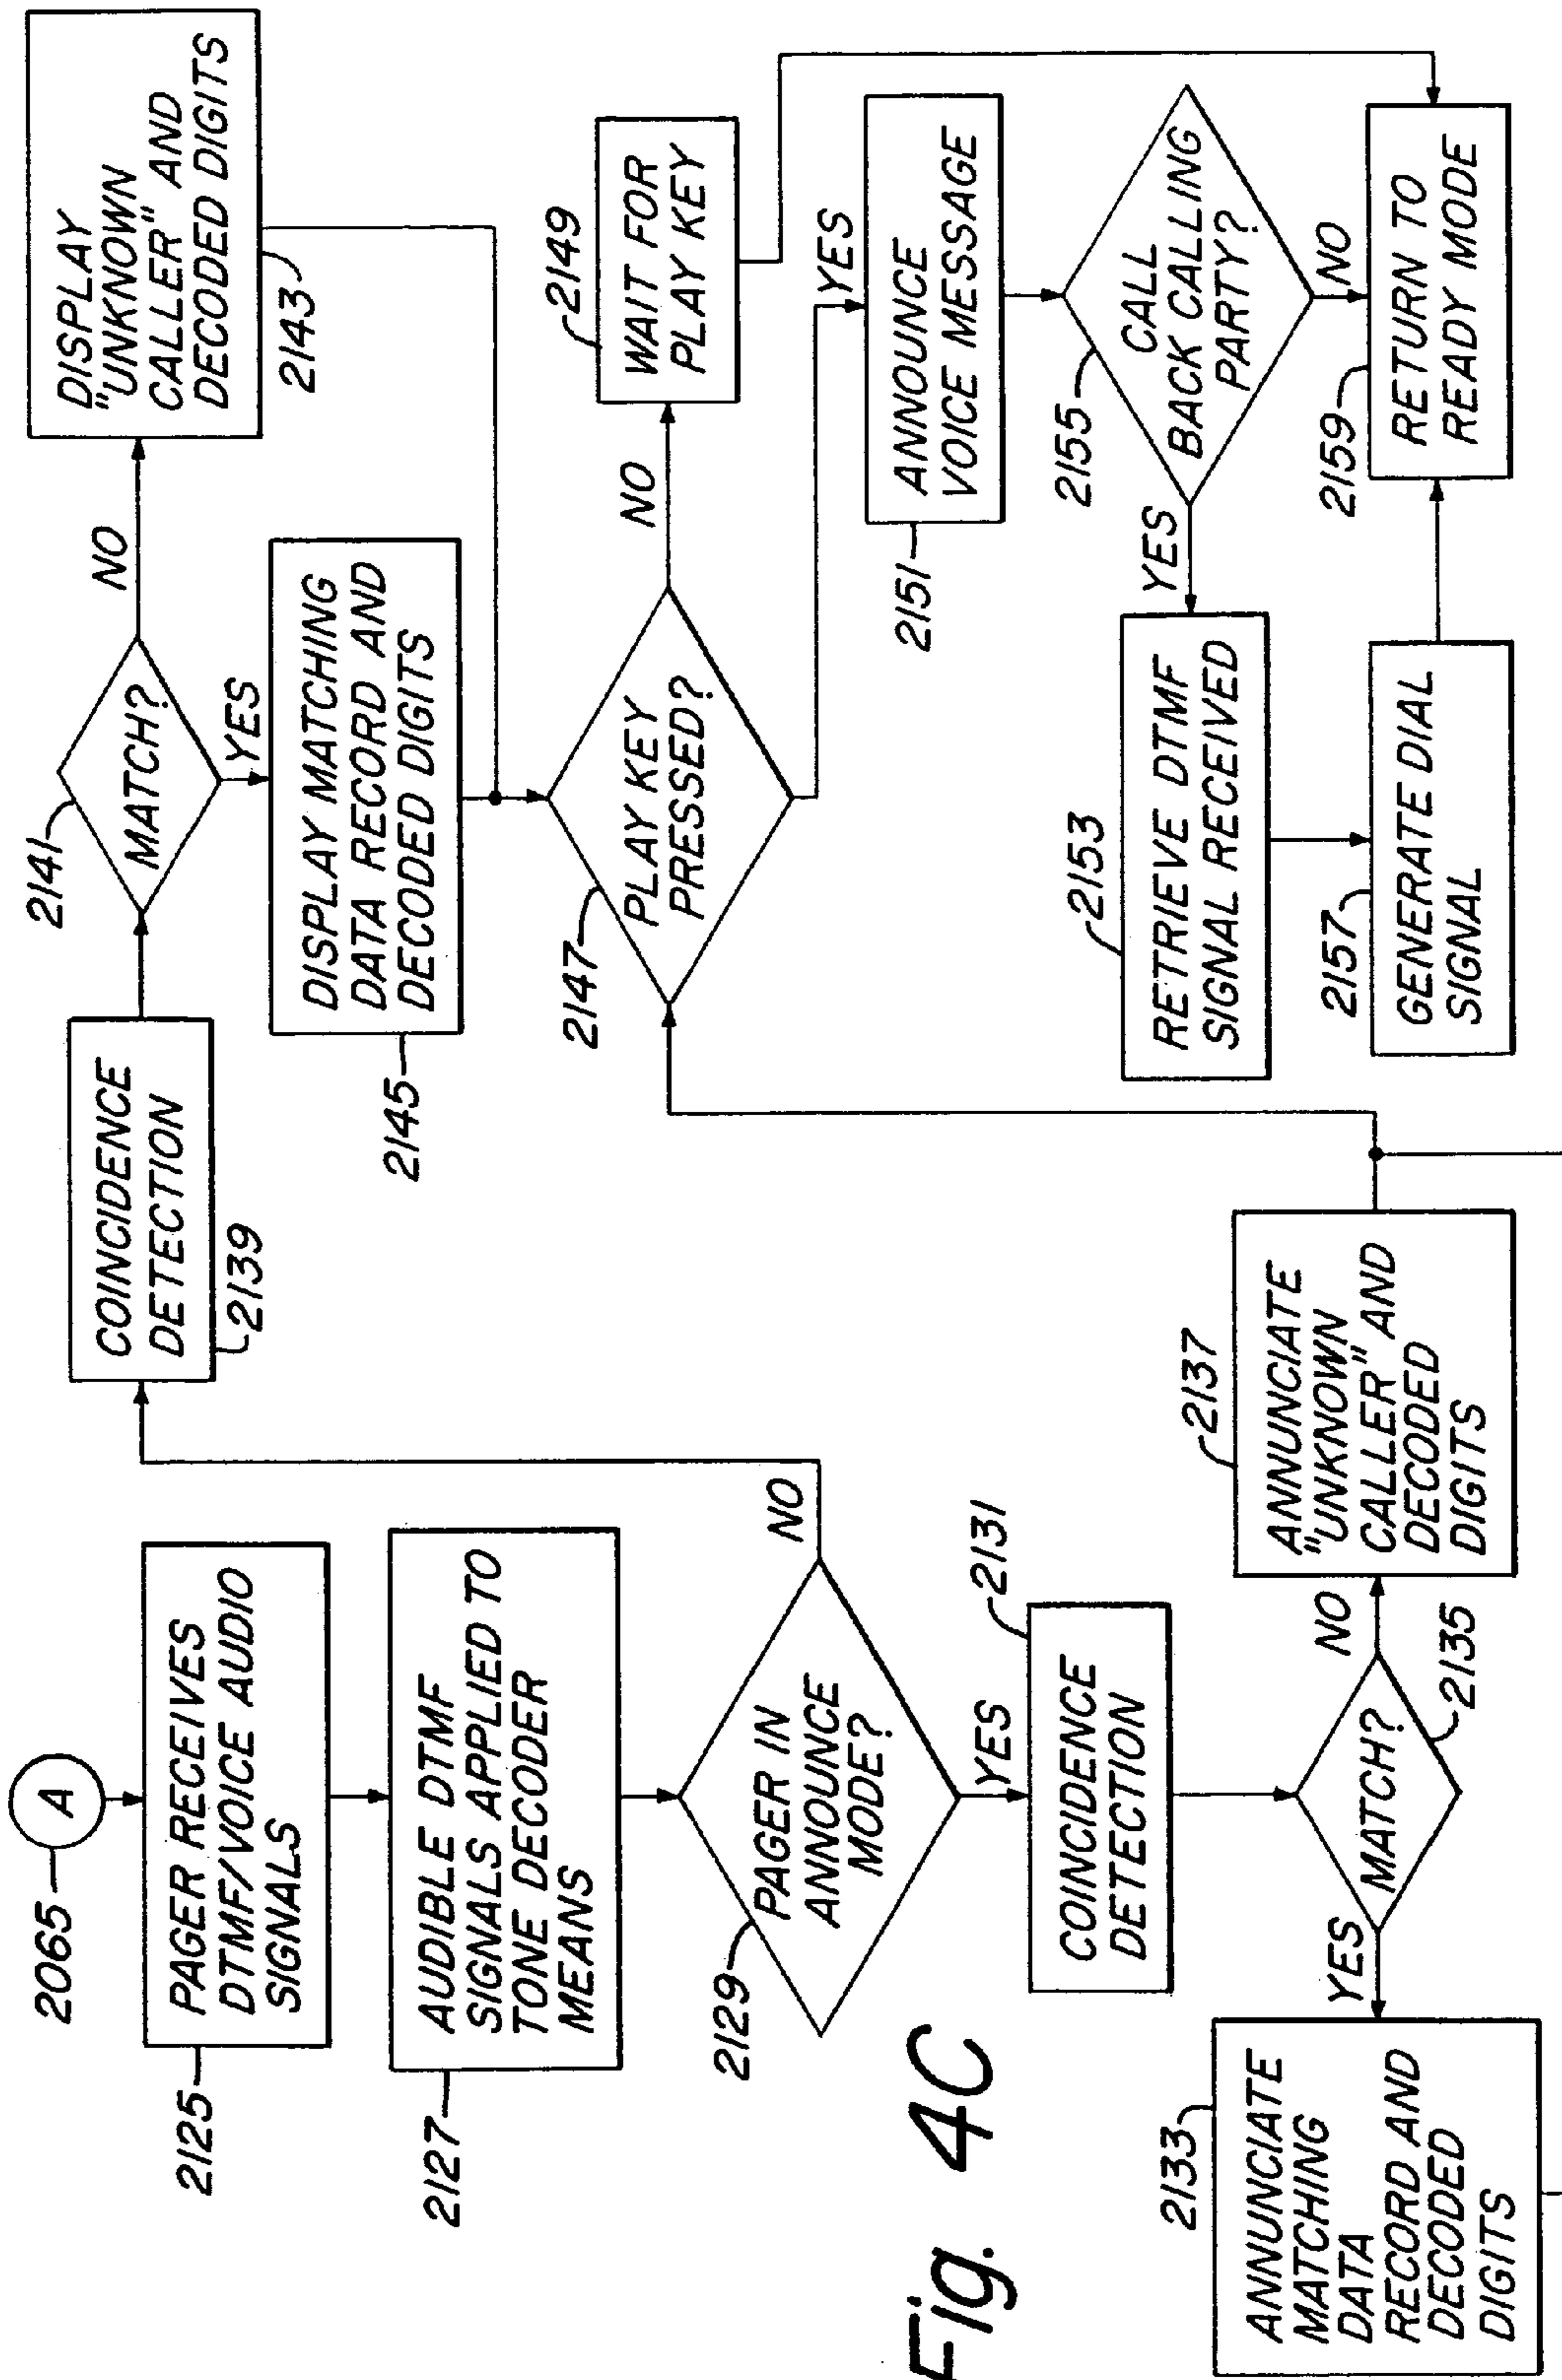 2065
A
2125
PAGER RECEIVES
DTMF/VOICE AUDIO
SIGNALS
2127
AUDIBLE DTMF
SIGNALS APPLIED TO
TONE DECODER
MEANS
2129
PAGER IN
ANNOUNCE
MODE?
NO
YES
2131
COINCIDENCE
DETECTION
MATCH?
2135
YES
NO
2133
ANNUNCIATE
MATCHING
DATA
RECORD AND
DECODED
DIGITS
2137
ANNUNCIATE
"UNKNOWN
CALLER" AND
DECODED
DIGITS
COINCIDENCE
DETECTION
2139
2141
MATCH?
NO
YES
DISPLAY
"UNKNOWN
CALLER" AND
DECODED DIGITS
2143
DISPLAY MATCHING
DATA RECORD AND
DECODED DIGITS
2145
2147
PLAY KEY
PRESSED?
NO
YES
2149
WAIT FOR
PLAY KEY
ANNOUNCE
VOICE MESSAGE
2151
2155
CALL
BACK CALLING
PARTY?
YES
NO
2153
RETRIEVE DTMF
SIGNAL RECEIVED
2157
GENERATE DIAL
SIGNAL
2159
RETURN TO
READY MODE
Fig. 4C